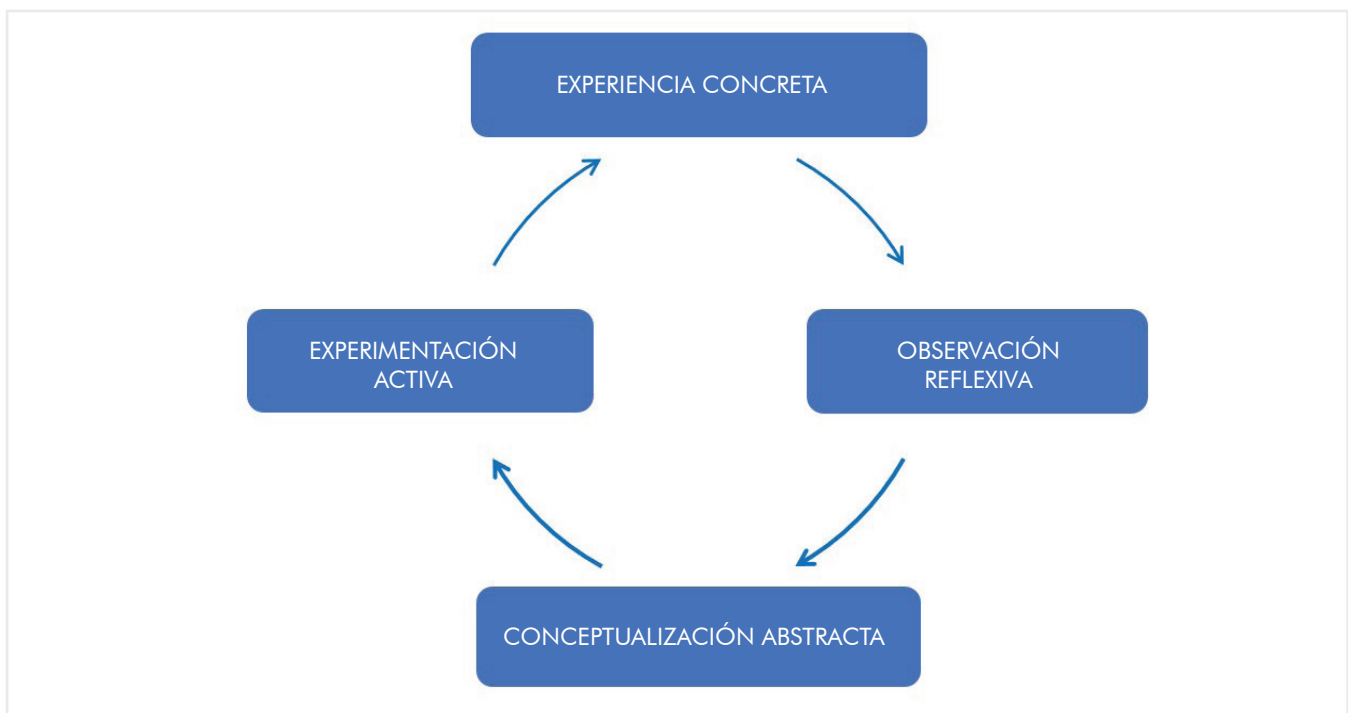 EXPERIENCIA CONCRETA
EXPERIMENTACIÓN
ACTIVA
OBSERVACIÓN
REFLEXIVA
CONCEPTUALIZACIÓN ABSTRACTA